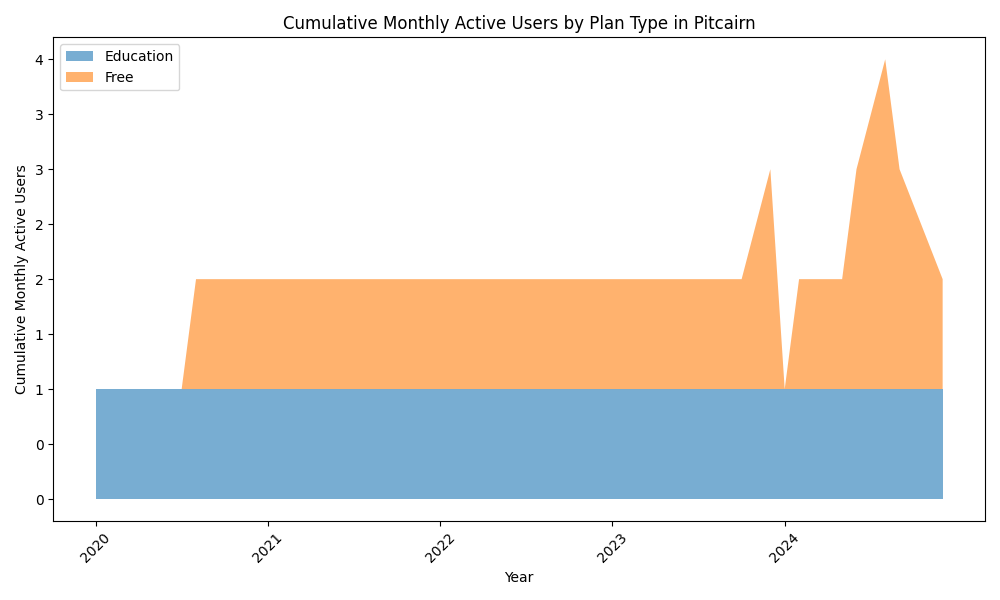 Cumulative Monthly Active Users by Plan Type in Pitcairn
Education
Free
Cumulative Monthly Active Users
4
3
3
2
2
1
1
0
0
2020
2021
2022
2023
2024
Year